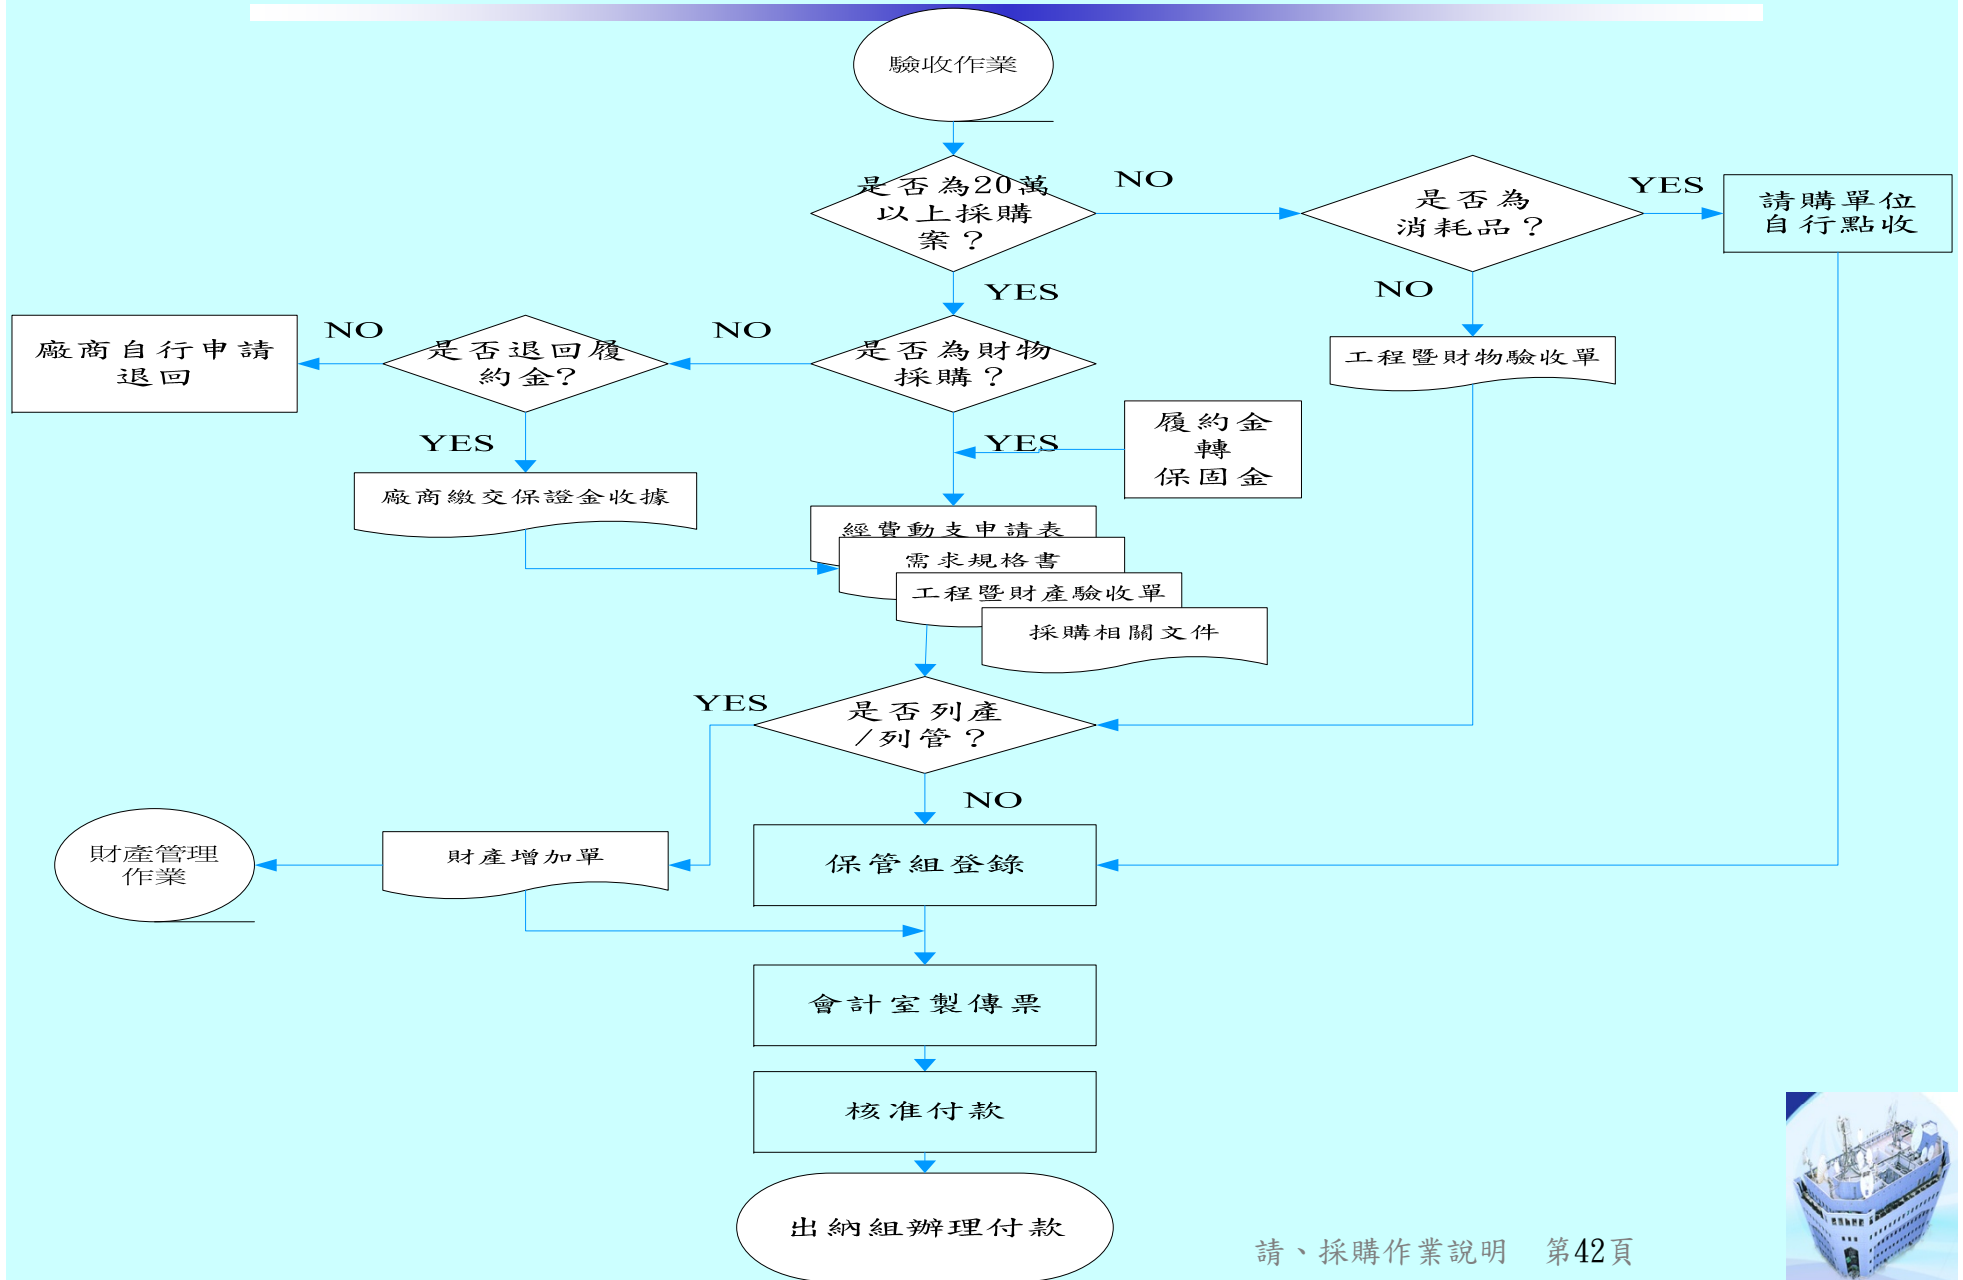 驗收作業
是否為20萬
以上採購
案？
NO
是否為
消耗品？
YES
請購單位
自行點收
YES
NO
廠商自行申請
退回
NO
是否退回履
約金?
NO
是否為財物
採購？
工程暨財物驗收單
YES
YES
履約金
轉
保固金
廠商繳交保證金收據
經費動支申請表
需求規格書
工程暨財產驗收單
採購相關文件
YES
是否列產
/列管？
NO
財產管理
作業
財產增加單
保管組登錄
會計室製傳票
核准付款
出納組辦理付款
請、採購作業說明 第42頁